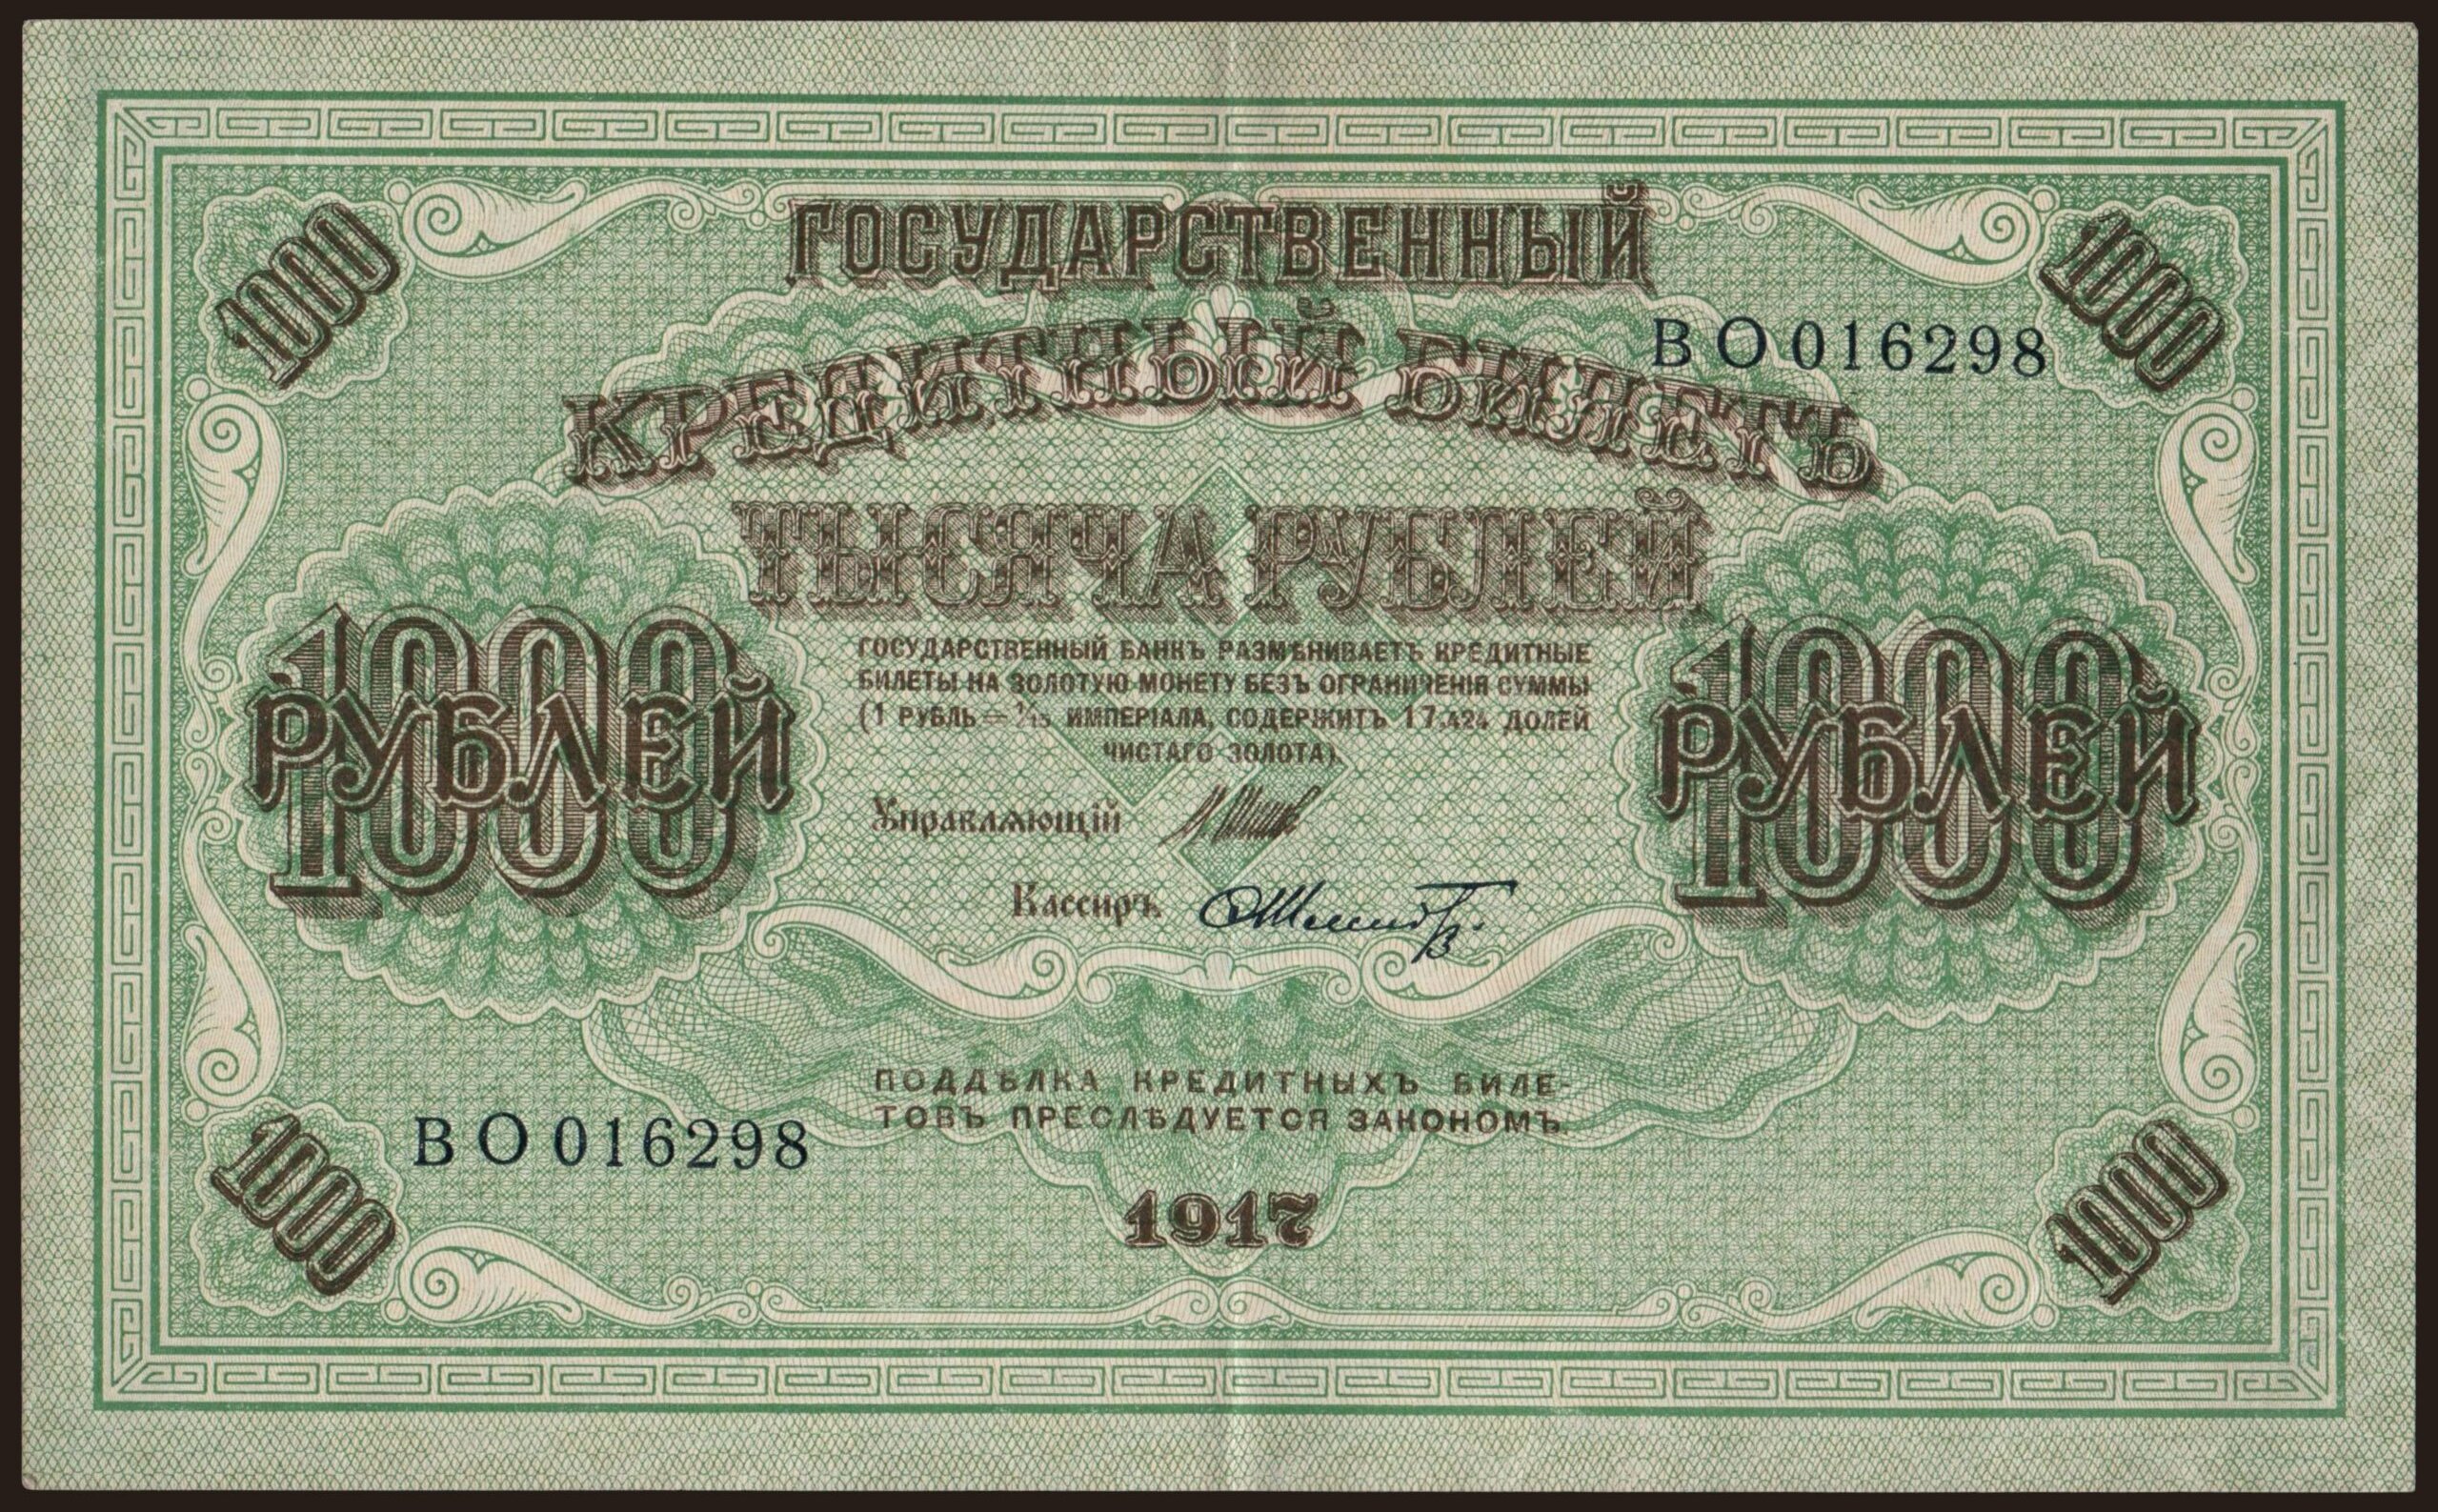 1000
1000
ГОСУДАРСТВЕННЫЙ
КРЕДИТНЫЙ БИЛЕТЪ
ВО 016298
ТЫСЯЧА РУБЛЕЙ
1000
РУБЛЕЙ
1000
РУБЛЕЙ
ГОСУДАРСТВЕННЫЙ БАНКЪ РАЗМѢНИВАЕТЪ КРЕДИТНЫЕ
БИЛЕТЫ НА ЗОЛОТУЮ МОНЕТУ БЕЗЪ ОГРАНИЧЕНІЯ СУММЫ
(1 РУБЛЬ = 1/15 ИМПЕРІАЛА, СОДЕРЖИТЪ 17.424 ДОЛЕЙ
ЧИСТАГО ЗОЛОТА).
Управляющій
Кассиръ
ПОДДѢЛКА КРЕДИТНЫХЪ БИЛЕ-
ТОВЪ ПРЕСЛѢДУЕТСЯ ЗАКОНОМЪ.
ВО 016298
1917
1000
1000